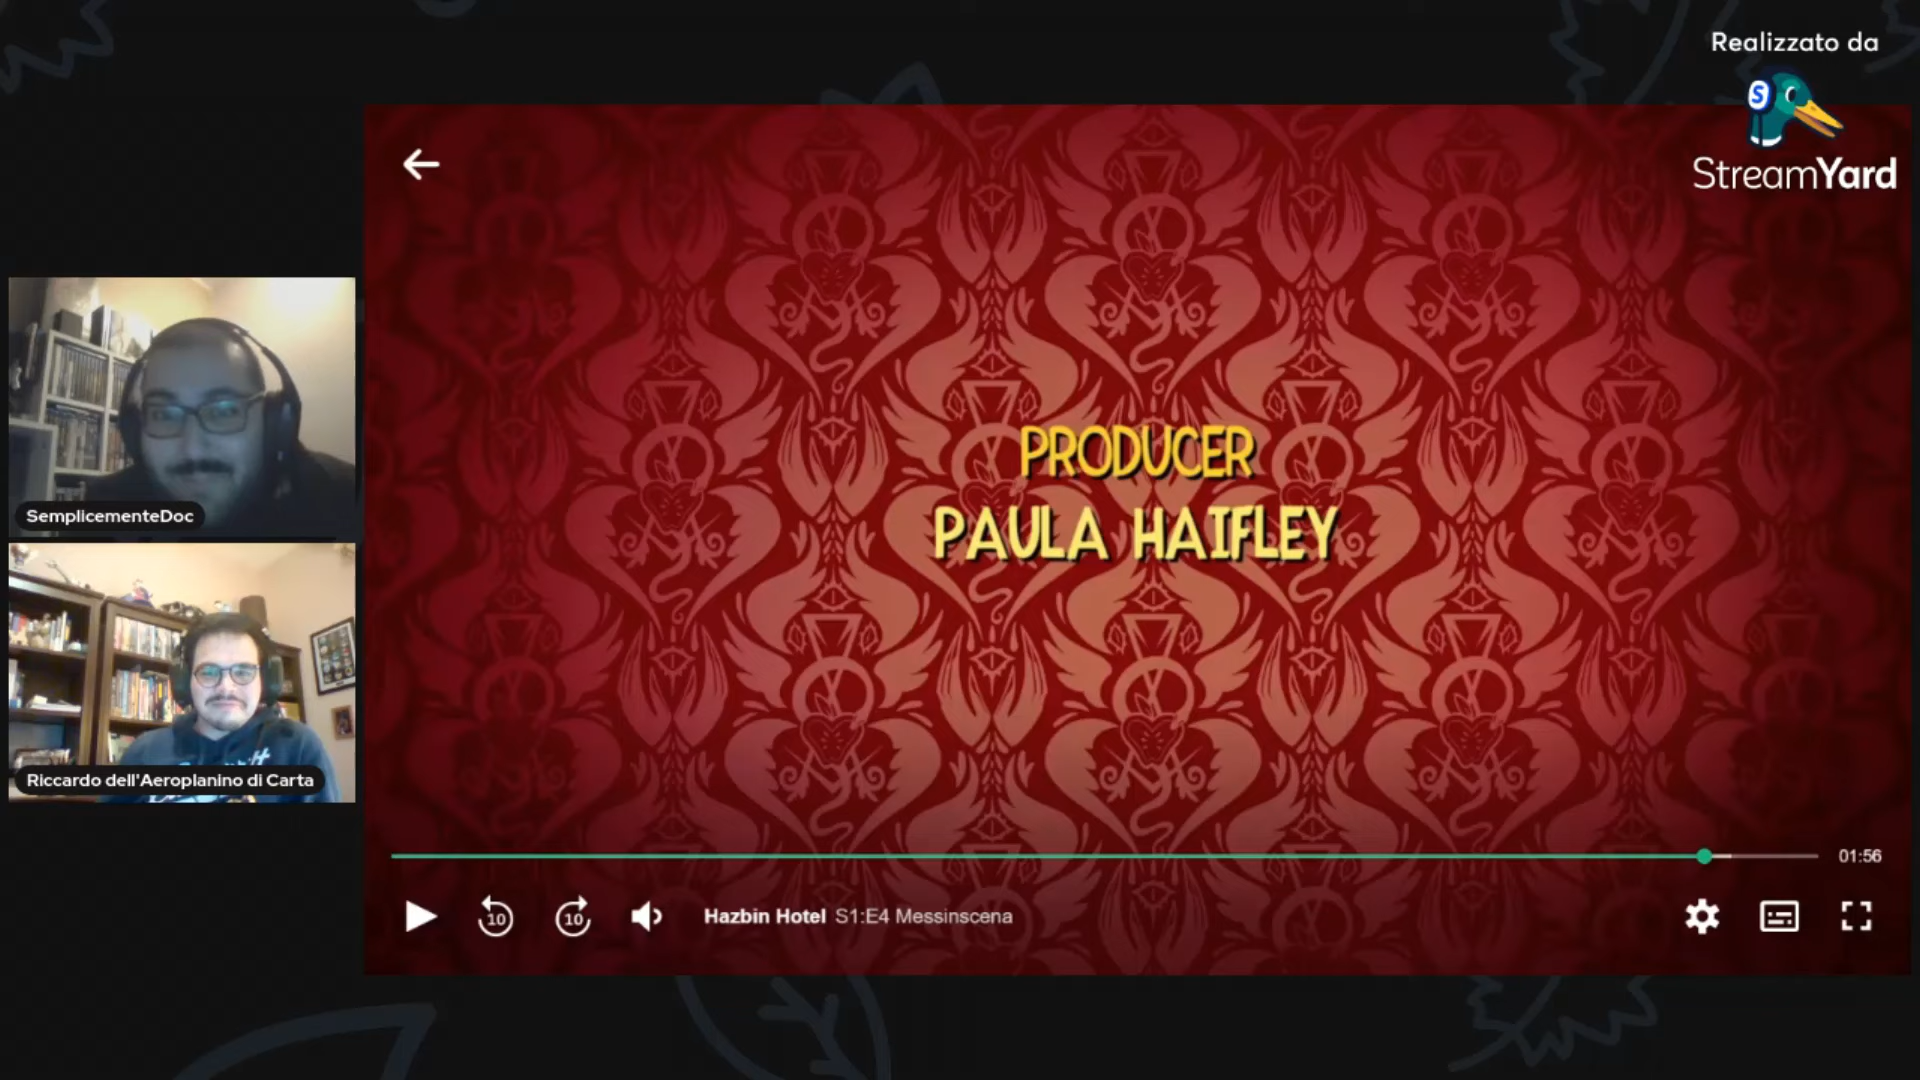 Realizzato da
StreamYard
PRODUCER
PAULA HAIFLEY
SemplicementeDoc
Riccardo dell'Aeroplanino di Carta
01:56
10
10
Hazbin Hotel S1:E4 Messinscena